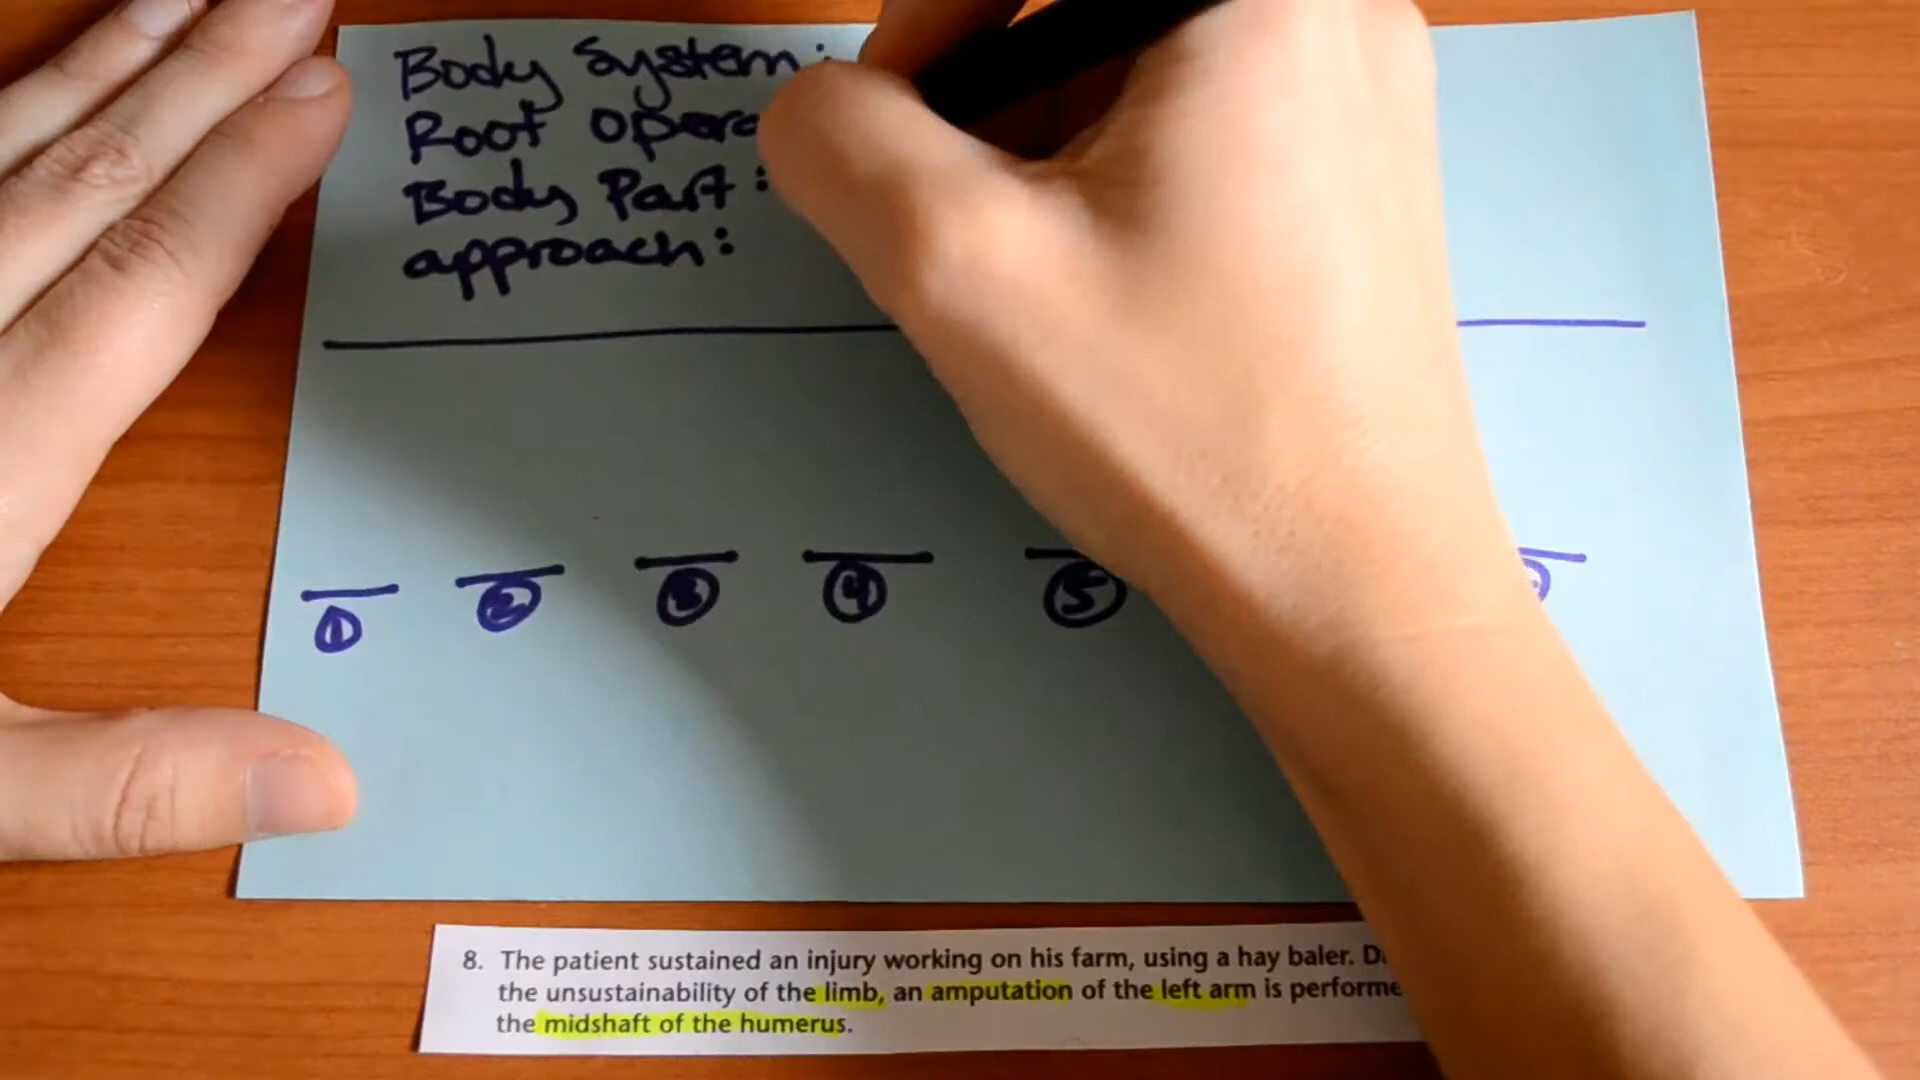 Body System:
Root opera
Body Part:
approach:
1 2 3 4 5
8. The patient sustained an injury working on his farm, using a hay baler. D
the unsustainability of the limb, an amputation of the left arm is performe
the midshaft of the humerus.